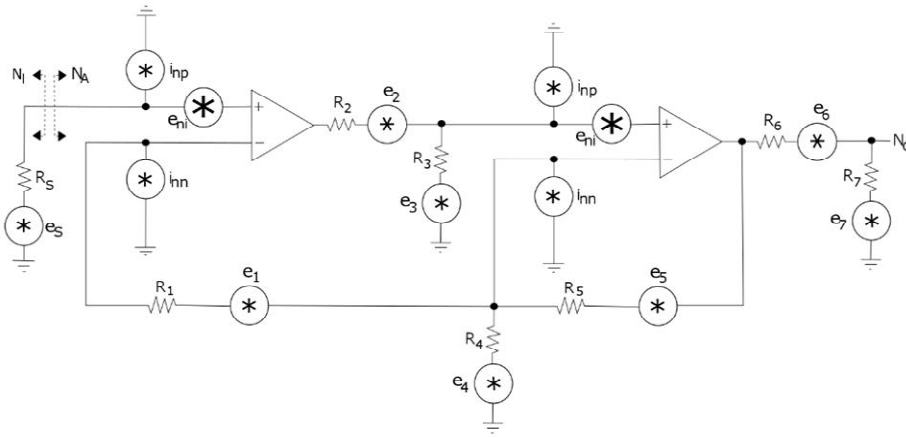 N_I N_A
i_np
e_ni
i_nn
R_S
e_S
+
−
R_2
e_2
R_3
e_3
i_np
e_ni
i_nn
+
−
R_6
e_6
R_7
e_7
R_1
e_1
R_5
e_5
R_4
e_4